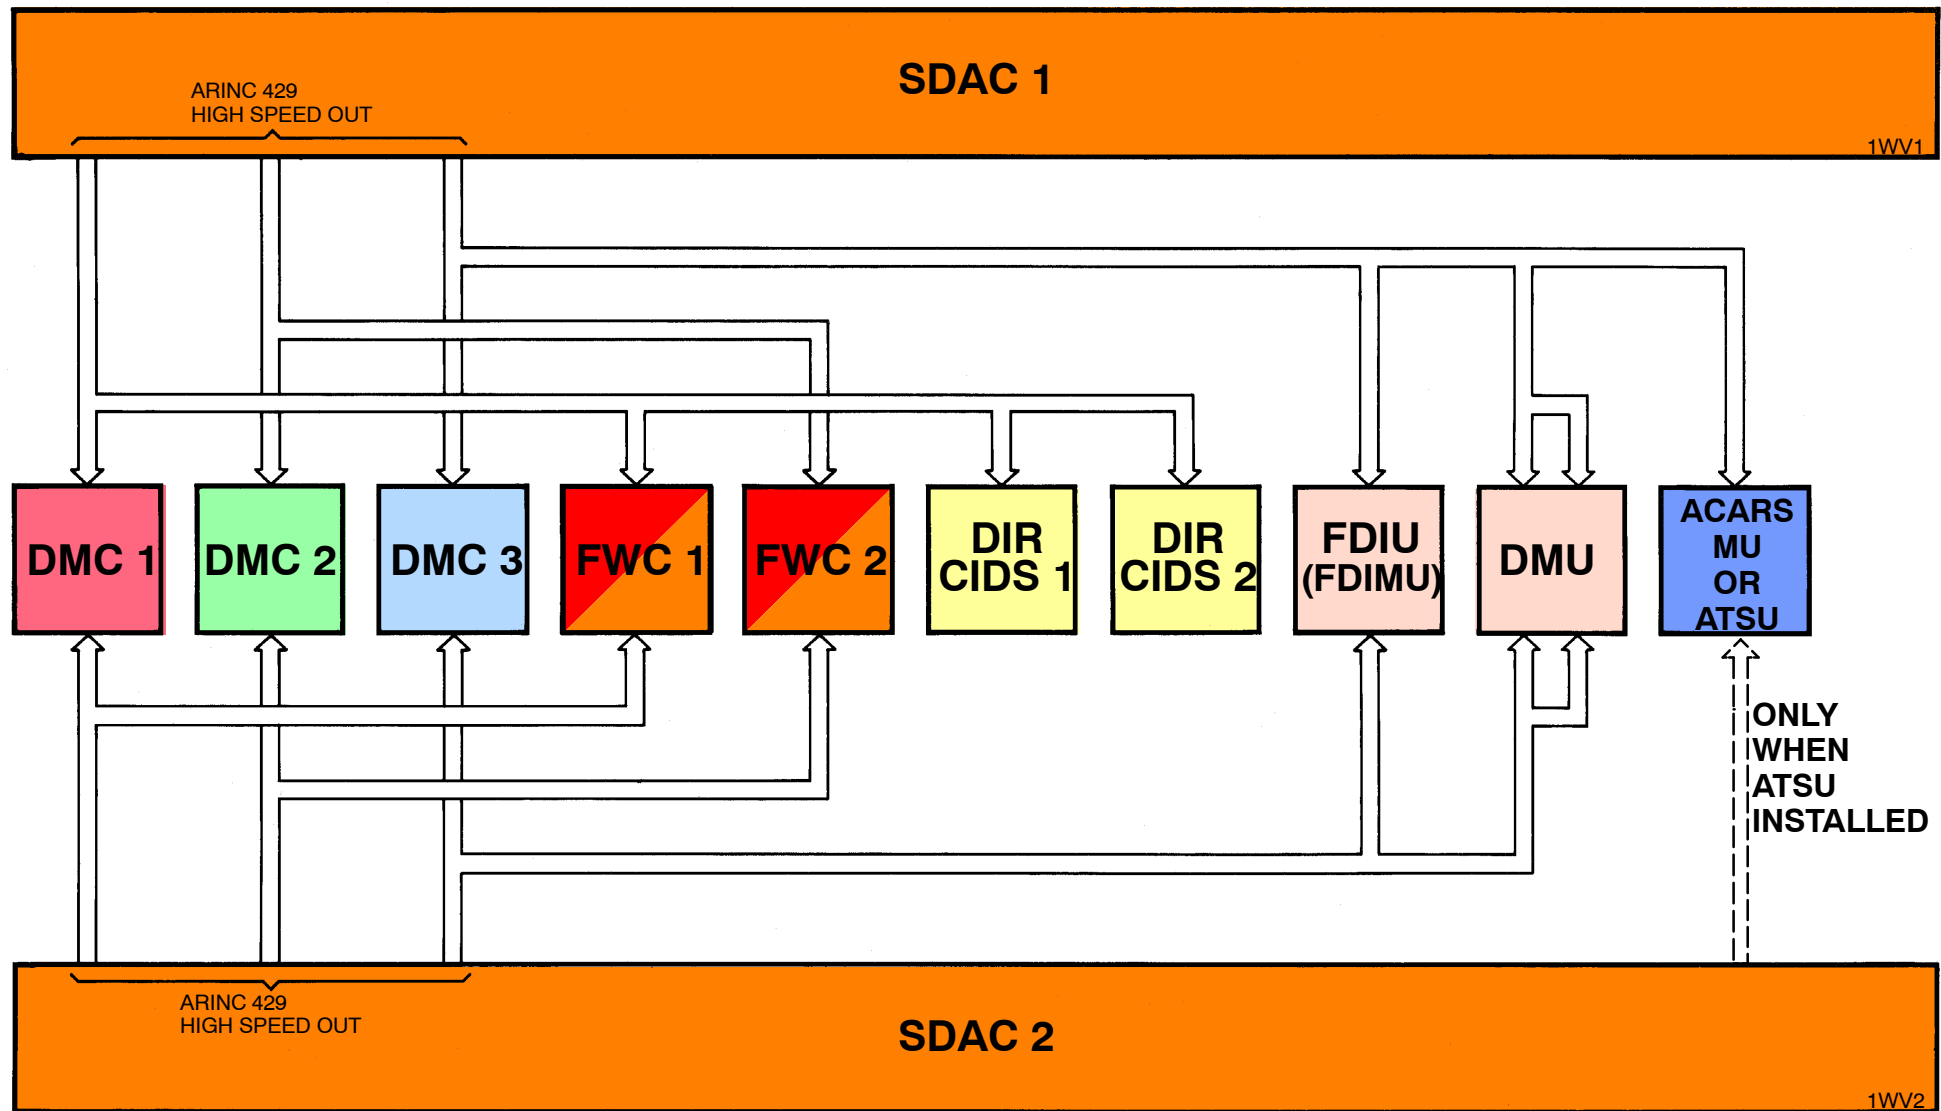 SDAC 1
ARINC 429
HIGH SPEED OUT
1WV1
DMC 1
DMC 2
DMC 3
FWC 1
FWC 2
DIR
CIDS 1
DIR
CIDS 2
FDIU
(FDIMU)
DMU
ACARS
MU
OR
ATSU
ONLY
WHEN
ATSU
INSTALLED
ARINC 429
HIGH SPEED OUT
SDAC 2
1WV2